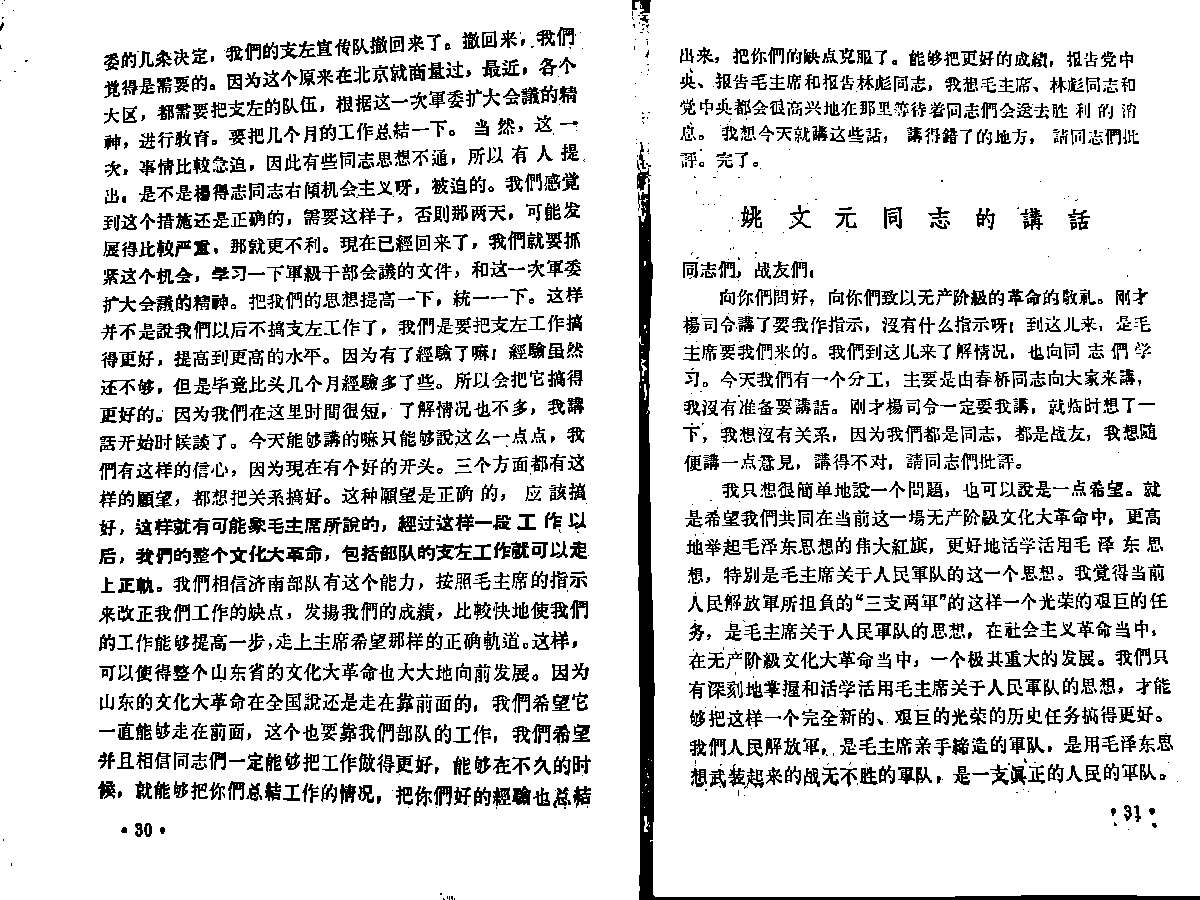 委的几条决定，我們的支左宣传队撤回来了。撤回来，我們
覚得是需要的。因为这个原来在北京就商量过，最近，各个
大区，都需要把支左的队伍，根据这一次軍委扩大会議的精
神，进行教育。要把几个月的工作总結一下。当然，这一
次，事情比較急迫，因此有些同志思想不通，所以有人提
出，是不是楊得志同志右傾机会主义呀，被迫的。我們感覚
到这个措施还是正确的，需要这样子，否則那两天，可能发
展得比較严重，那就更不利。現在已經回来了，我們就要抓
紧这个机会，学习一下軍級干部会議的文件，和这一次軍委
扩大会議的精神。把我們的思想提高一下，統一一下。这样
并不是說我們以后不搞支左工作了，我們是要把支左工作搞
得更好，提高到更高的水平。因为有了經驗了嘛！經驗虽然
还不够，但是毕竟比头几个月經驗多了些。所以会把它搞得
更好的。因为我們在这里时間很短，了解情况也不多，我講
話开始时候談了。今天能够講的嘛只能够說这么一点点，我
們有这样的信心，因为現在有个好的开头。三个方面都有这
样的願望，都想把关系搞好。这种願望是正确的，应該搞
好，这样就有可能象毛主席所說的，經过这样一段工作以
后，我們的整个文化大革命，包括部队的支左工作就可以走
上正軌。我們相信济南部队有这个能力，按照毛主席的指示
来改正我們工作的缺点，发揚我們的成績，比較快地使我們
的工作能够提高一步，走上主席希望那样的正确軌道。这样，
可以使得整个山东省的文化大革命也大大地向前发展。因为
山东的文化大革命在全国說还是走在靠前面的，我們希望它
一直能够走在前面，这个也要靠我們部队的工作，我們希望
并且相信同志們一定能够把工作做得更好，能够在不久的时
候，就能够把你們总結工作的情况，把你們好的經驗也总結
·30·
出来，把你們的缺点克服了。能够把更好的成績，报告党中
央、报告毛主席和报告林彪同志，我想毛主席、林彪同志和
党中央都会很高兴地在那里等待着同志們会送去胜利的消
息。我想今天就講这些話，講得錯了的地方，請同志們批
評。完了。
姚文元同志的講話
同志們，战友們：
向你們問好，向你們致以无产阶級的革命的敬礼。刚才
楊司令講了要我作指示，沒有什么指示呀！到这儿来，是毛
主席要我們来的。我們到这儿来了解情况，也向同志們学
习。今天我們有一个分工，主要是由春桥同志向大家来講，
我沒有准备要講話。刚才楊司令一定要我講，就临时想了一
下，我想沒有关系，因为我們都是同志，都是战友，我想随
便講一点意見，講得不对，請同志們批評。
我只想很簡单地說一个問題，也可以說是一点希望。就
是希望我們共同在当前这一場无产阶級文化大革命中，更高
地举起毛泽东思想的伟大紅旗，更好地活学活用毛泽东思
想，特别是毛主席关于人民軍队的这一个思想。我覚得当前
人民解放軍所担負的“三支两軍”的这样一个光荣的艰巨的任
务，是毛主席关于人民軍队的思想，在社会主义革命当中，
在无产阶級文化大革命当中，一个极其重大的发展。我們只
有深刻地掌握和活学活用毛主席关于人民軍队的思想，才能
够把这样一个完全新的、艰巨的光荣的历史任务搞得更好。
我們人民解放軍，是毛主席亲手締造的軍队，是用毛泽东思
想武装起来的战无不胜的軍队，是一支眞正的人民的軍队。
·31·